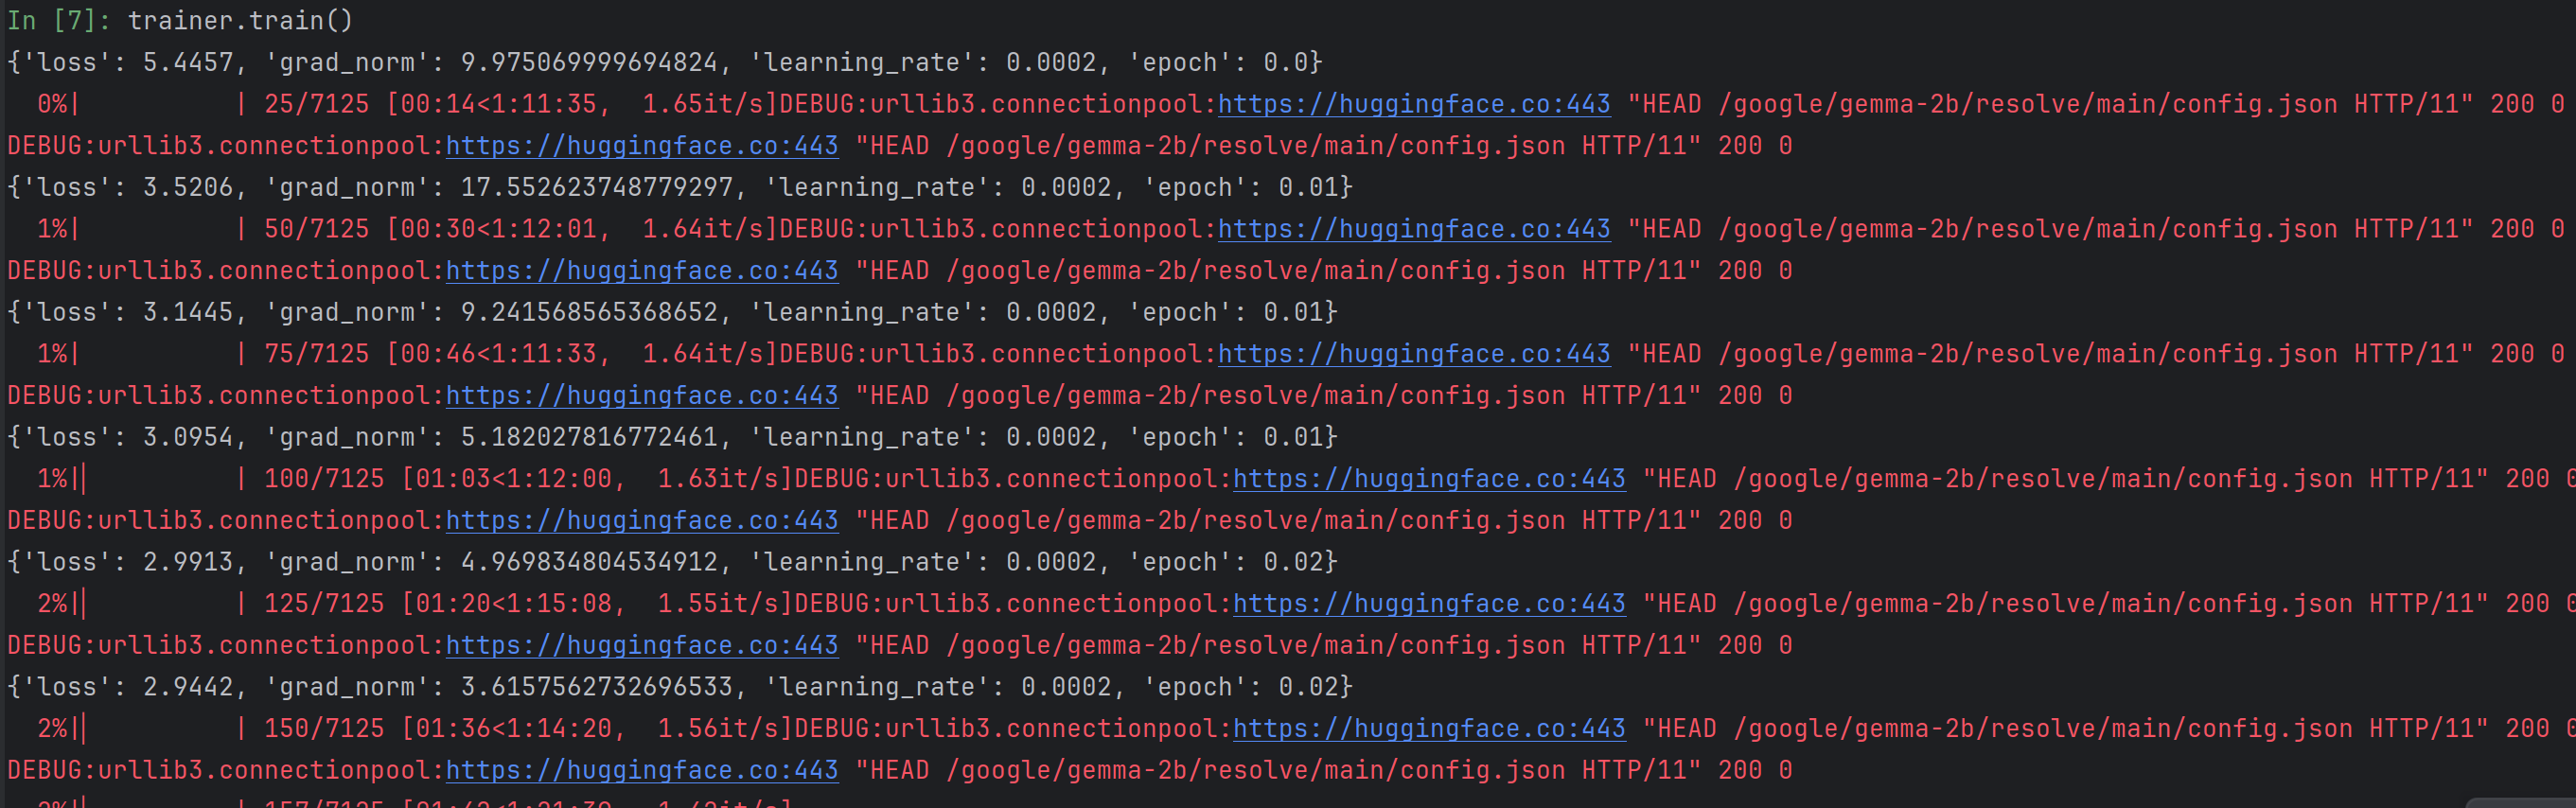 In [7]: trainer.train()
{'loss': 5.4457, 'grad_norm': 9.975069999694824, 'learning_rate': 0.0002, 'epoch': 0.0}
  0%|          | 25/7125 [00:14<1:11:35,  1.65it/s]DEBUG:urllib3.connectionpool:https://huggingface.co:443 "HEAD /google/gemma-2b/resolve/main/config.json HTTP/11" 200 0
DEBUG:urllib3.connectionpool:https://huggingface.co:443 "HEAD /google/gemma-2b/resolve/main/config.json HTTP/11" 200 0
{'loss': 3.5206, 'grad_norm': 17.552623748779297, 'learning_rate': 0.0002, 'epoch': 0.01}
  1%|          | 50/7125 [00:30<1:12:01,  1.64it/s]DEBUG:urllib3.connectionpool:https://huggingface.co:443 "HEAD /google/gemma-2b/resolve/main/config.json HTTP/11" 200 0
DEBUG:urllib3.connectionpool:https://huggingface.co:443 "HEAD /google/gemma-2b/resolve/main/config.json HTTP/11" 200 0
{'loss': 3.1445, 'grad_norm': 9.241568565368652, 'learning_rate': 0.0002, 'epoch': 0.01}
  1%|          | 75/7125 [00:46<1:11:33,  1.64it/s]DEBUG:urllib3.connectionpool:https://huggingface.co:443 "HEAD /google/gemma-2b/resolve/main/config.json HTTP/11" 200 0
DEBUG:urllib3.connectionpool:https://huggingface.co:443 "HEAD /google/gemma-2b/resolve/main/config.json HTTP/11" 200 0
{'loss': 3.0954, 'grad_norm': 5.182027816772461, 'learning_rate': 0.0002, 'epoch': 0.01}
  1%|▏         | 100/7125 [01:03<1:12:00,  1.63it/s]DEBUG:urllib3.connectionpool:https://huggingface.co:443 "HEAD /google/gemma-2b/resolve/main/config.json HTTP/11" 200 0
DEBUG:urllib3.connectionpool:https://huggingface.co:443 "HEAD /google/gemma-2b/resolve/main/config.json HTTP/11" 200 0
{'loss': 2.9913, 'grad_norm': 4.969834804534912, 'learning_rate': 0.0002, 'epoch': 0.02}
  2%|▏         | 125/7125 [01:20<1:15:08,  1.55it/s]DEBUG:urllib3.connectionpool:https://huggingface.co:443 "HEAD /google/gemma-2b/resolve/main/config.json HTTP/11" 200 0
DEBUG:urllib3.connectionpool:https://huggingface.co:443 "HEAD /google/gemma-2b/resolve/main/config.json HTTP/11" 200 0
{'loss': 2.9442, 'grad_norm': 3.6157562732696533, 'learning_rate': 0.0002, 'epoch': 0.02}
  2%|▏         | 150/7125 [01:36<1:14:20,  1.56it/s]DEBUG:urllib3.connectionpool:https://huggingface.co:443 "HEAD /google/gemma-2b/resolve/main/config.json HTTP/11" 200 0
DEBUG:urllib3.connectionpool:https://huggingface.co:443 "HEAD /google/gemma-2b/resolve/main/config.json HTTP/11" 200 0